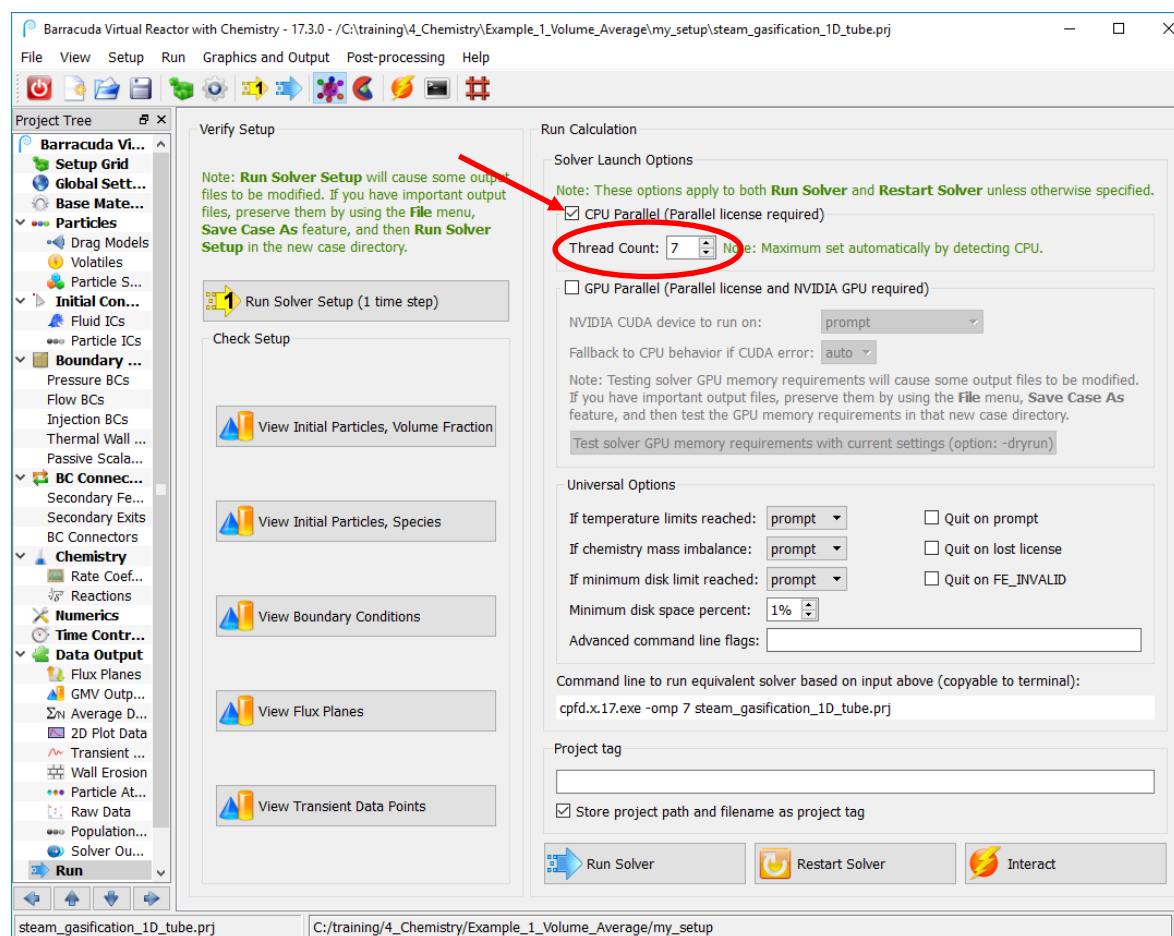 Barracuda Virtual Reactor with Chemistry - 17.3.0 - /C:\training\4_Chemistry\Example_1_Volume_Average\my_setup\steam_gasification_1D_tube.prj
File View Setup Run Graphics and Output Post-processing Help
Project Tree
Barracuda Vi...
Setup Grid
Global Sett...
Base Mate...
Particles
Drag Models
Volatiles
Particle S...
Initial Con...
Fluid ICs
Particle ICs
Boundary ...
Pressure BCs
Flow BCs
Injection BCs
Thermal Wall ...
Passive Scala...
BC Connec...
Secondary Fe...
Secondary Exits
BC Connectors
Chemistry
Rate Coef...
Reactions
Numerics
Time Contr...
Data Output
Flux Planes
GMV Outp...
Average D...
2D Plot Data
Transient ...
Wall Erosion
Particle At...
Raw Data
Population...
Solver Ou...
Run
Verify Setup
Note: Run Solver Setup will cause some output
files to be modified. If you have important output
files, preserve them by using the File menu,
Save Case As feature, and then Run Solver
Setup in the new case directory.
1 Run Solver Setup (1 time step)
Check Setup
View Initial Particles, Volume Fraction
View Initial Particles, Species
View Boundary Conditions
View Flux Planes
View Transient Data Points
Run Calculation
Solver Launch Options
Note: These options apply to both Run Solver and Restart Solver unless otherwise specified.
CPU Parallel (Parallel license required)
Thread Count: 7 Note: Maximum set automatically by detecting CPU.
GPU Parallel (Parallel license and NVIDIA GPU required)
NVIDIA CUDA device to run on: prompt
Fallback to CPU behavior if CUDA error: auto
Note: Testing solver GPU memory requirements will cause some output files to be modified.
If you have important output files, preserve them by using the File menu, Save Case As
feature, and then test the GPU memory requirements in that new case directory.
Test solver GPU memory requirements with current settings (option: -dryrun)
Universal Options
If temperature limits reached: prompt Quit on prompt
If chemistry mass imbalance: prompt Quit on lost license
If minimum disk limit reached: prompt Quit on FE_INVALID
Minimum disk space percent: 1%
Advanced command line flags:
Command line to run equivalent solver based on input above (copyable to terminal):
cpfd.x.17.exe -omp 7 steam_gasification_1D_tube.prj
Project tag
Store project path and filename as project tag
Run Solver Restart Solver Interact
steam_gasification_1D_tube.prj C:/training/4_Chemistry/Example_1_Volume_Average/my_setup